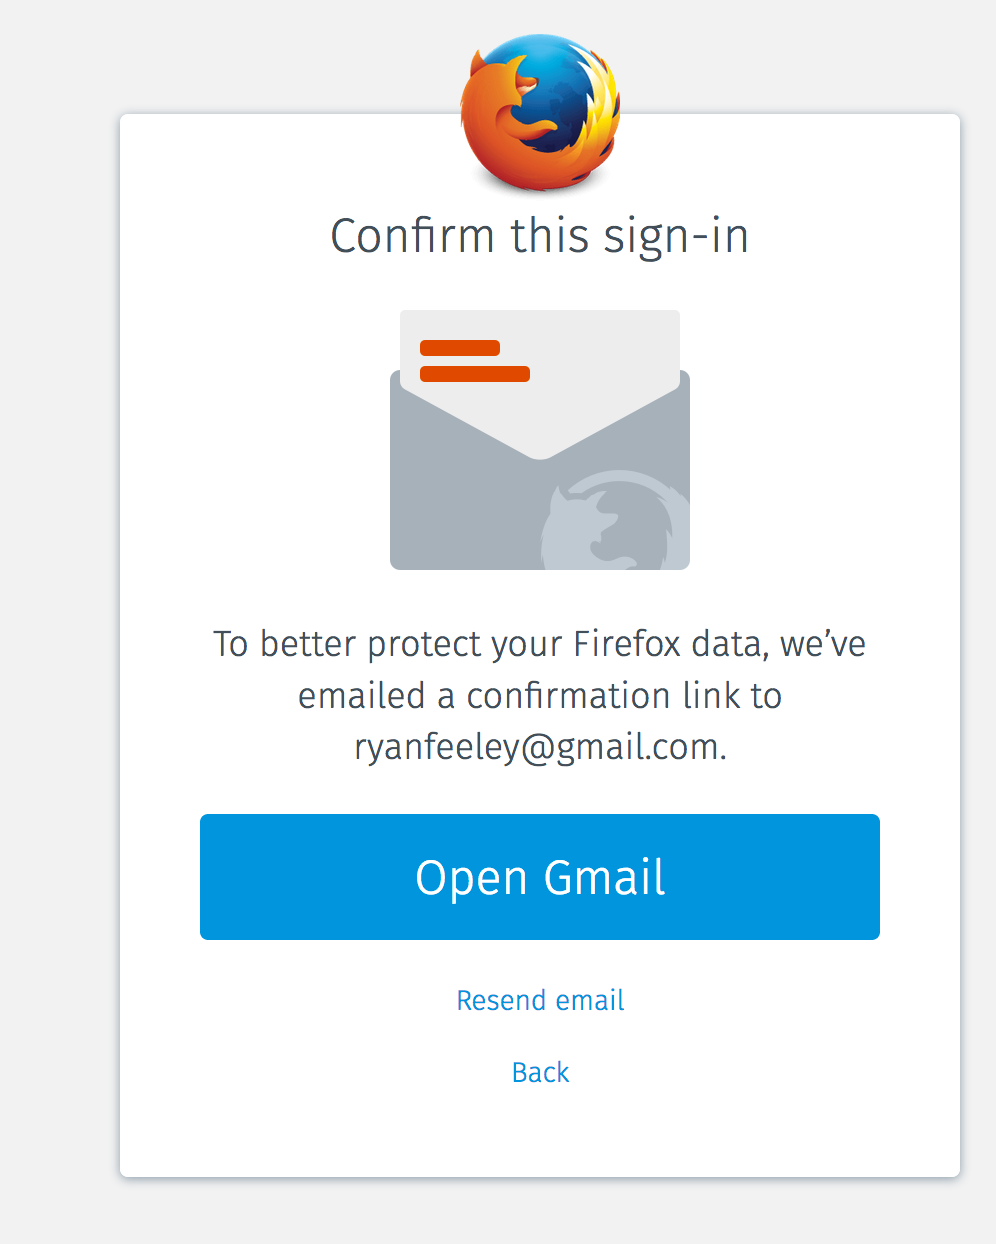 Confirm this sign-in
To better protect your Firefox data, we’ve
emailed a confirmation link to
ryanfeeley@gmail.com.
Open Gmail
Resend email
Back